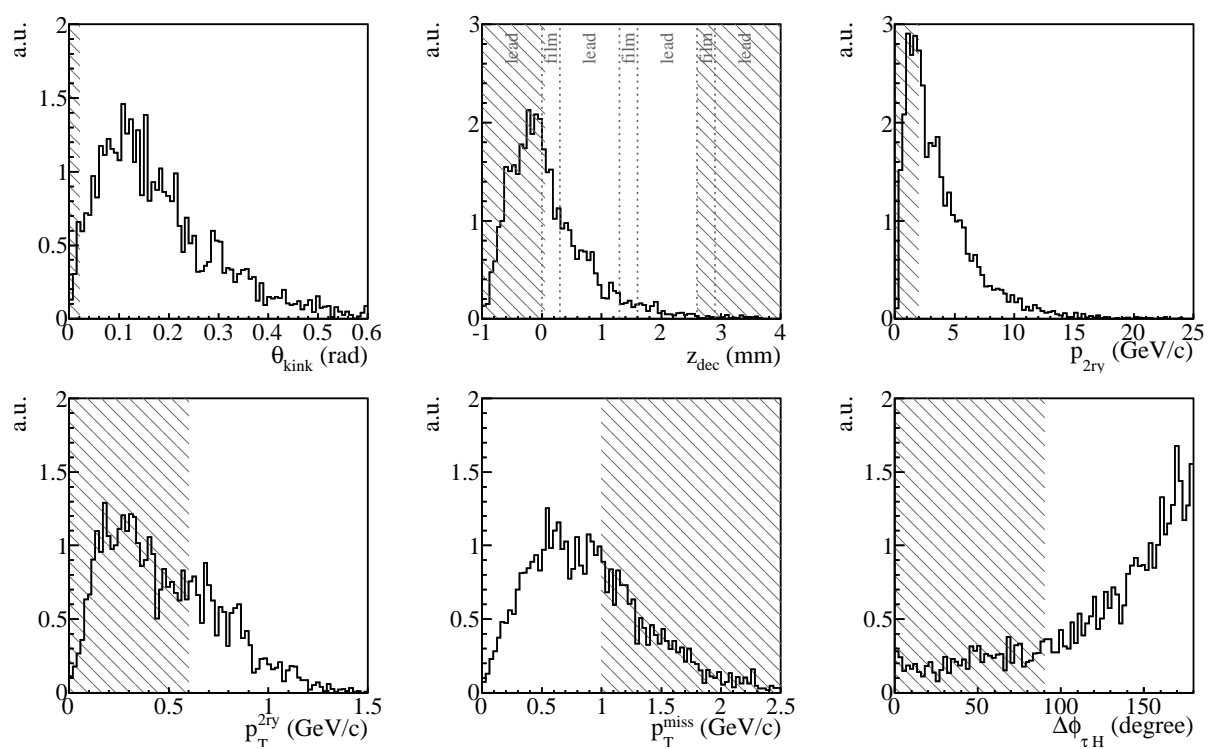 a.u.
2
1.5
1
0.5
0
0 0.1 0.2 0.3 0.4 0.5 0.6
θ_kink (rad)
a.u.
3
2
1
0
lead film lead film lead film lead
-1 0 1 2 3 4
z_dec (mm)
a.u.
3
2
1
0
0 5 10 15 20 25
p_2ry (GeV/c)
a.u.
2
1.5
1
0.5
0
0 0.5 1 1.5
p_T^2ry (GeV/c)
a.u.
2
1.5
1
0.5
0
0 0.5 1 1.5 2 2.5
p_T^miss (GeV/c)
a.u.
2
1.5
1
0.5
0
0 50 100 150
Δϕ_τ H (degree)